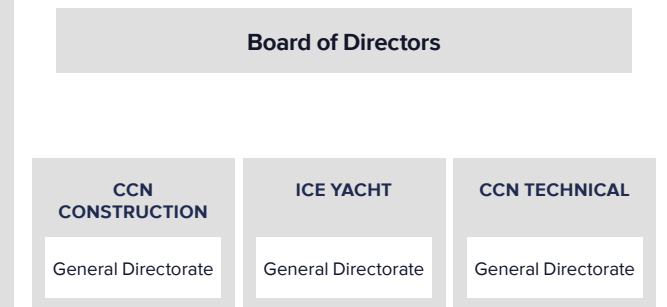 Board of Directors
CCN
CONSTRUCTION
ICE YACHT
CCN TECHNICAL
General Directorate
General Directorate
General Directorate